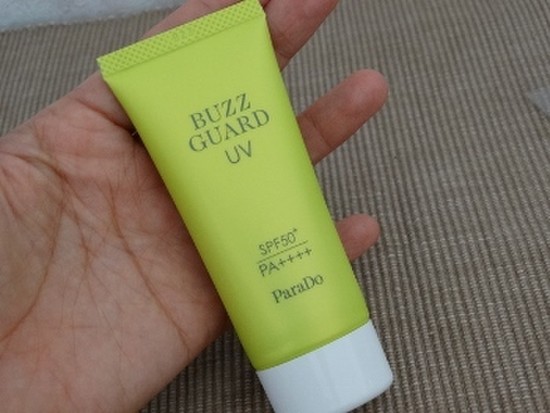 BUZZ
GUARD
UV
SPF50+
PA++++
ParaDo